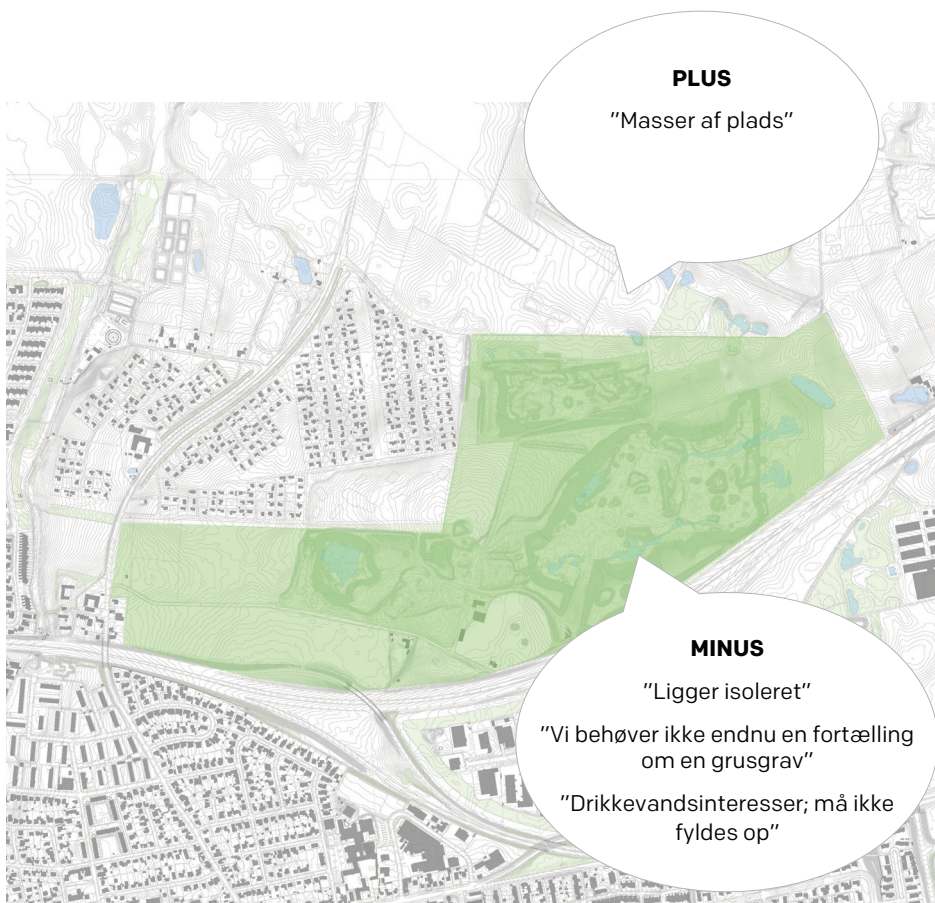 PLUS
”Masser af plads”
MINUS
”Ligger isoleret”
”Vi behøver ikke endnu en fortælling
om en grusgrav”
”Drikkevandsinteresser; må ikke
fyldes op”